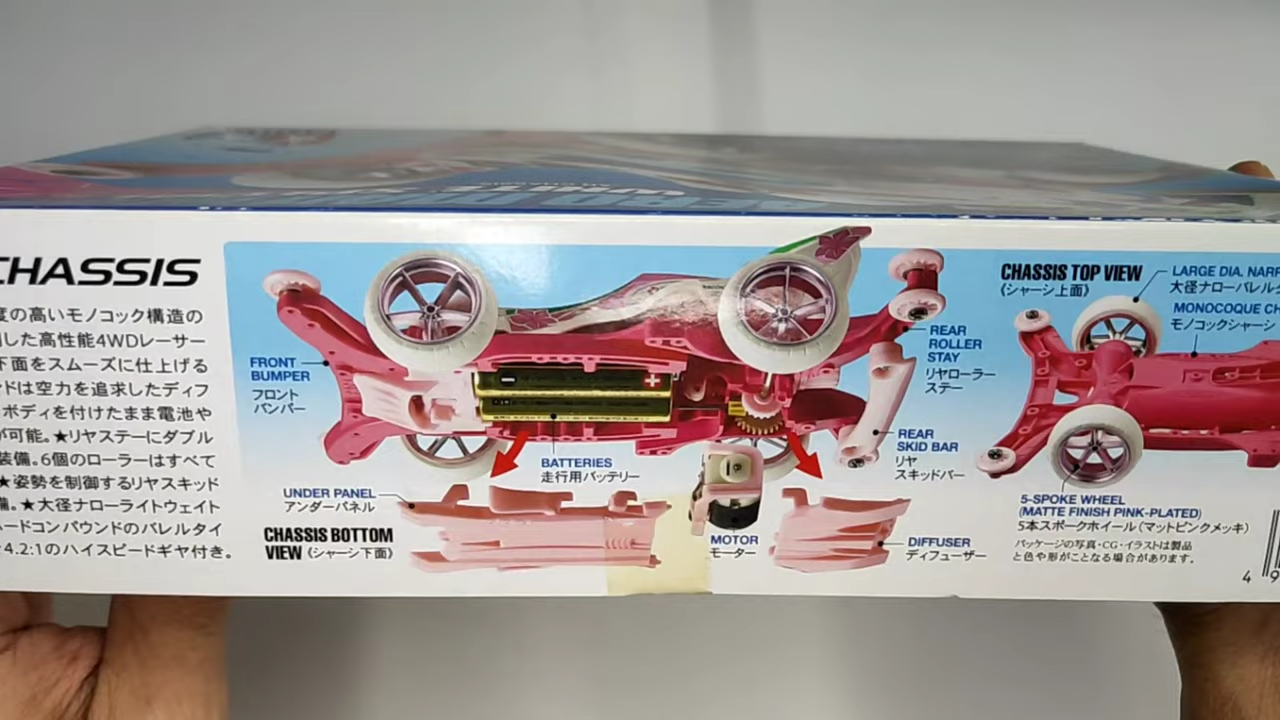 CHASSIS
度の高いモノコック構造の
した高性能4WDレーサー
下面をスムーズに仕上げる
ドは空力を追求したディフ
ボディを付けたまま電池や
が可能。★リヤステーにダブル
装備。6個のローラーはすべて
★姿勢を制御するリヤスキッド
備。★大径ナローライトウェイト
ハードコンパウンドのバレルタイ
4.2:1のハイスピードギヤ付き。
FRONT
BUMPER
フロント
バンパー
BATTERIES
走行用バッテリー
UNDER PANEL
アンダーパネル
CHASSIS BOTTOM
VIEW《シャーシ下面》
MOTOR
モーター
DIFFUSER
ディフューザー
REAR
ROLLER
STAY
リヤローラー
ステー
REAR
SKID BAR
リヤ
スキッドバー
CHASSIS TOP VIEW
《シャーシ上面》
LARGE DIA. NARR
大径ナローバレルタ
MONOCOQUE CH
モノコックシャーシ
5-SPOKE WHEEL
(MATTE FINISH PINK-PLATED)
5本スポークホイール(マットピンクメッキ)
パッケージの写真・CG・イラストは製品
と色や形がことなる場合があります。
4 9